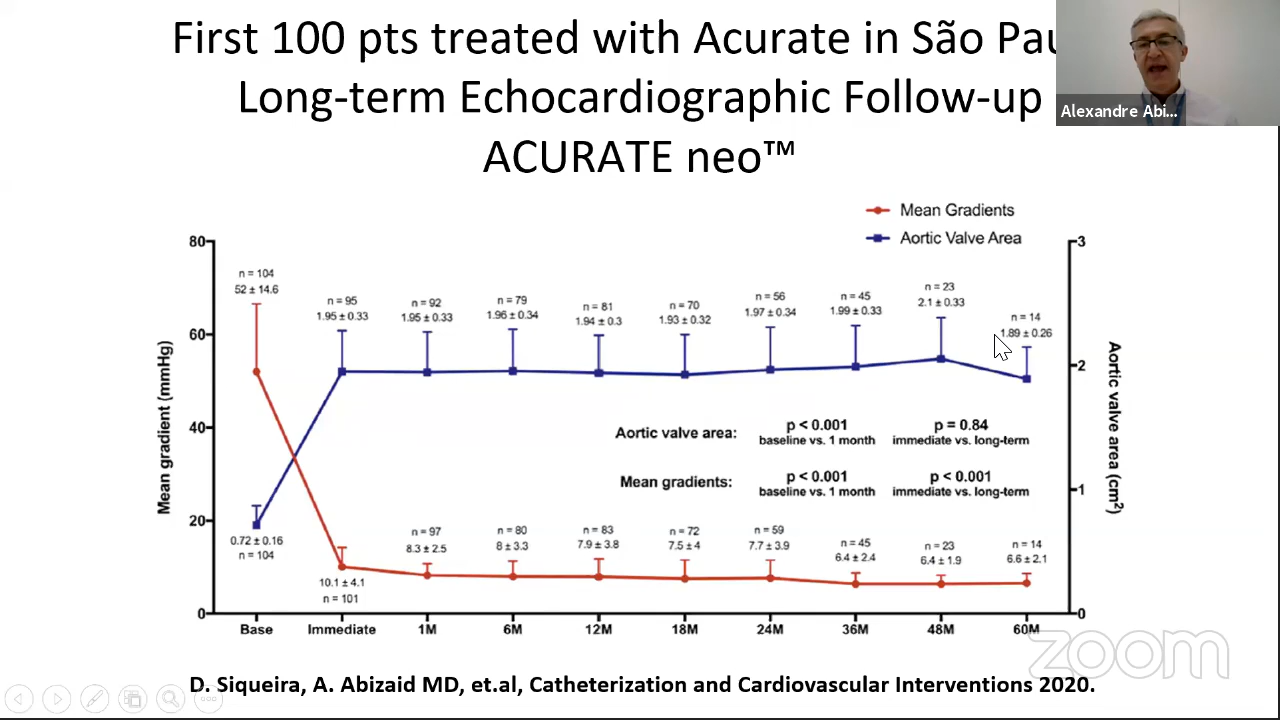 First 100 pts treated with Acurate in São Pau
Long-term Echocardiographic Follow-up
ACURATE neo™
Alexandre Abi...
Mean Gradients
Aortic Valve Area
80
60
40
20
0
Mean gradient (mmHg)
3
2
1
0
Aortic valve area (cm²)
n = 104
52 ± 14.6
n = 95
1.95 ± 0.33
n = 92
1.95 ± 0.33
n = 79
1.96 ± 0.34
n = 81
1.94 ± 0.3
n = 70
1.93 ± 0.32
n = 56
1.97 ± 0.34
n = 45
1.99 ± 0.33
n = 23
2.1 ± 0.33
n = 14
1.89 ± 0.26
Aortic valve area: p < 0.001 p = 0.84
baseline vs. 1 month immediate vs. long-term
Mean gradients: p < 0.001 p < 0.001
baseline vs. 1 month immediate vs. long-term
0.72 ± 0.16
n = 104
10.1 ± 4.1
n = 101
n = 97
8.3 ± 2.5
n = 80
8 ± 3.3
n = 83
7.9 ± 3.8
n = 72
7.5 ± 4
n = 59
7.7 ± 3.9
n = 45
6.4 ± 2.4
n = 23
6.4 ± 1.9
n = 14
6.6 ± 2.1
Base Immediate 1M 6M 12M 18M 24M 36M 48M 60M
zoom
D. Siqueira, A. Abizaid MD, et.al, Catheterization and Cardiovascular Interventions 2020.